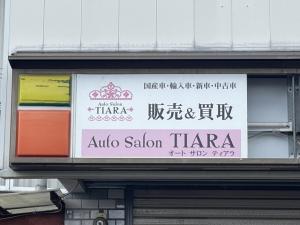 Auto Salon
TIARA
国産車・輸入車・新車・中古車
販売&買取
Auto Salon TIARA
オート サロン ティアラ